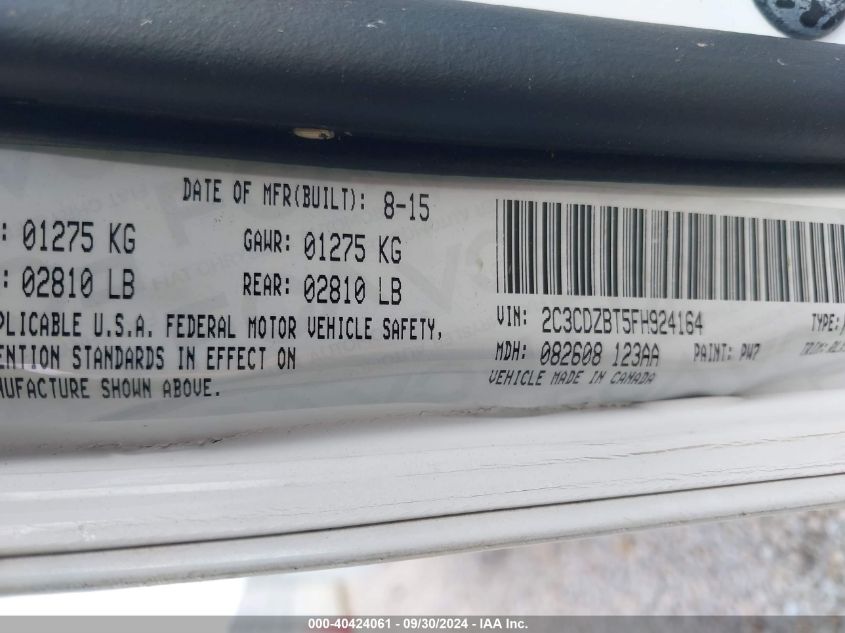 DATE OF MFR(BUILT): 8-15
: 01275 KG GAWR: 01275 KG
: 02810 LB REAR: 02810 LB
PLICABLE U.S.A. FEDERAL MOTOR VEHICLE SAFETY,
ENTION STANDARDS IN EFFECT ON
NUFACTURE SHOWN ABOVE.
VIN: 2C3CDZBT5FH924164 TYPE:
MDH: 082608 123AA PAINT: PW7
VEHICLE MADE IN CANADA
000-40424061 - 09/30/2024 - IAA Inc.